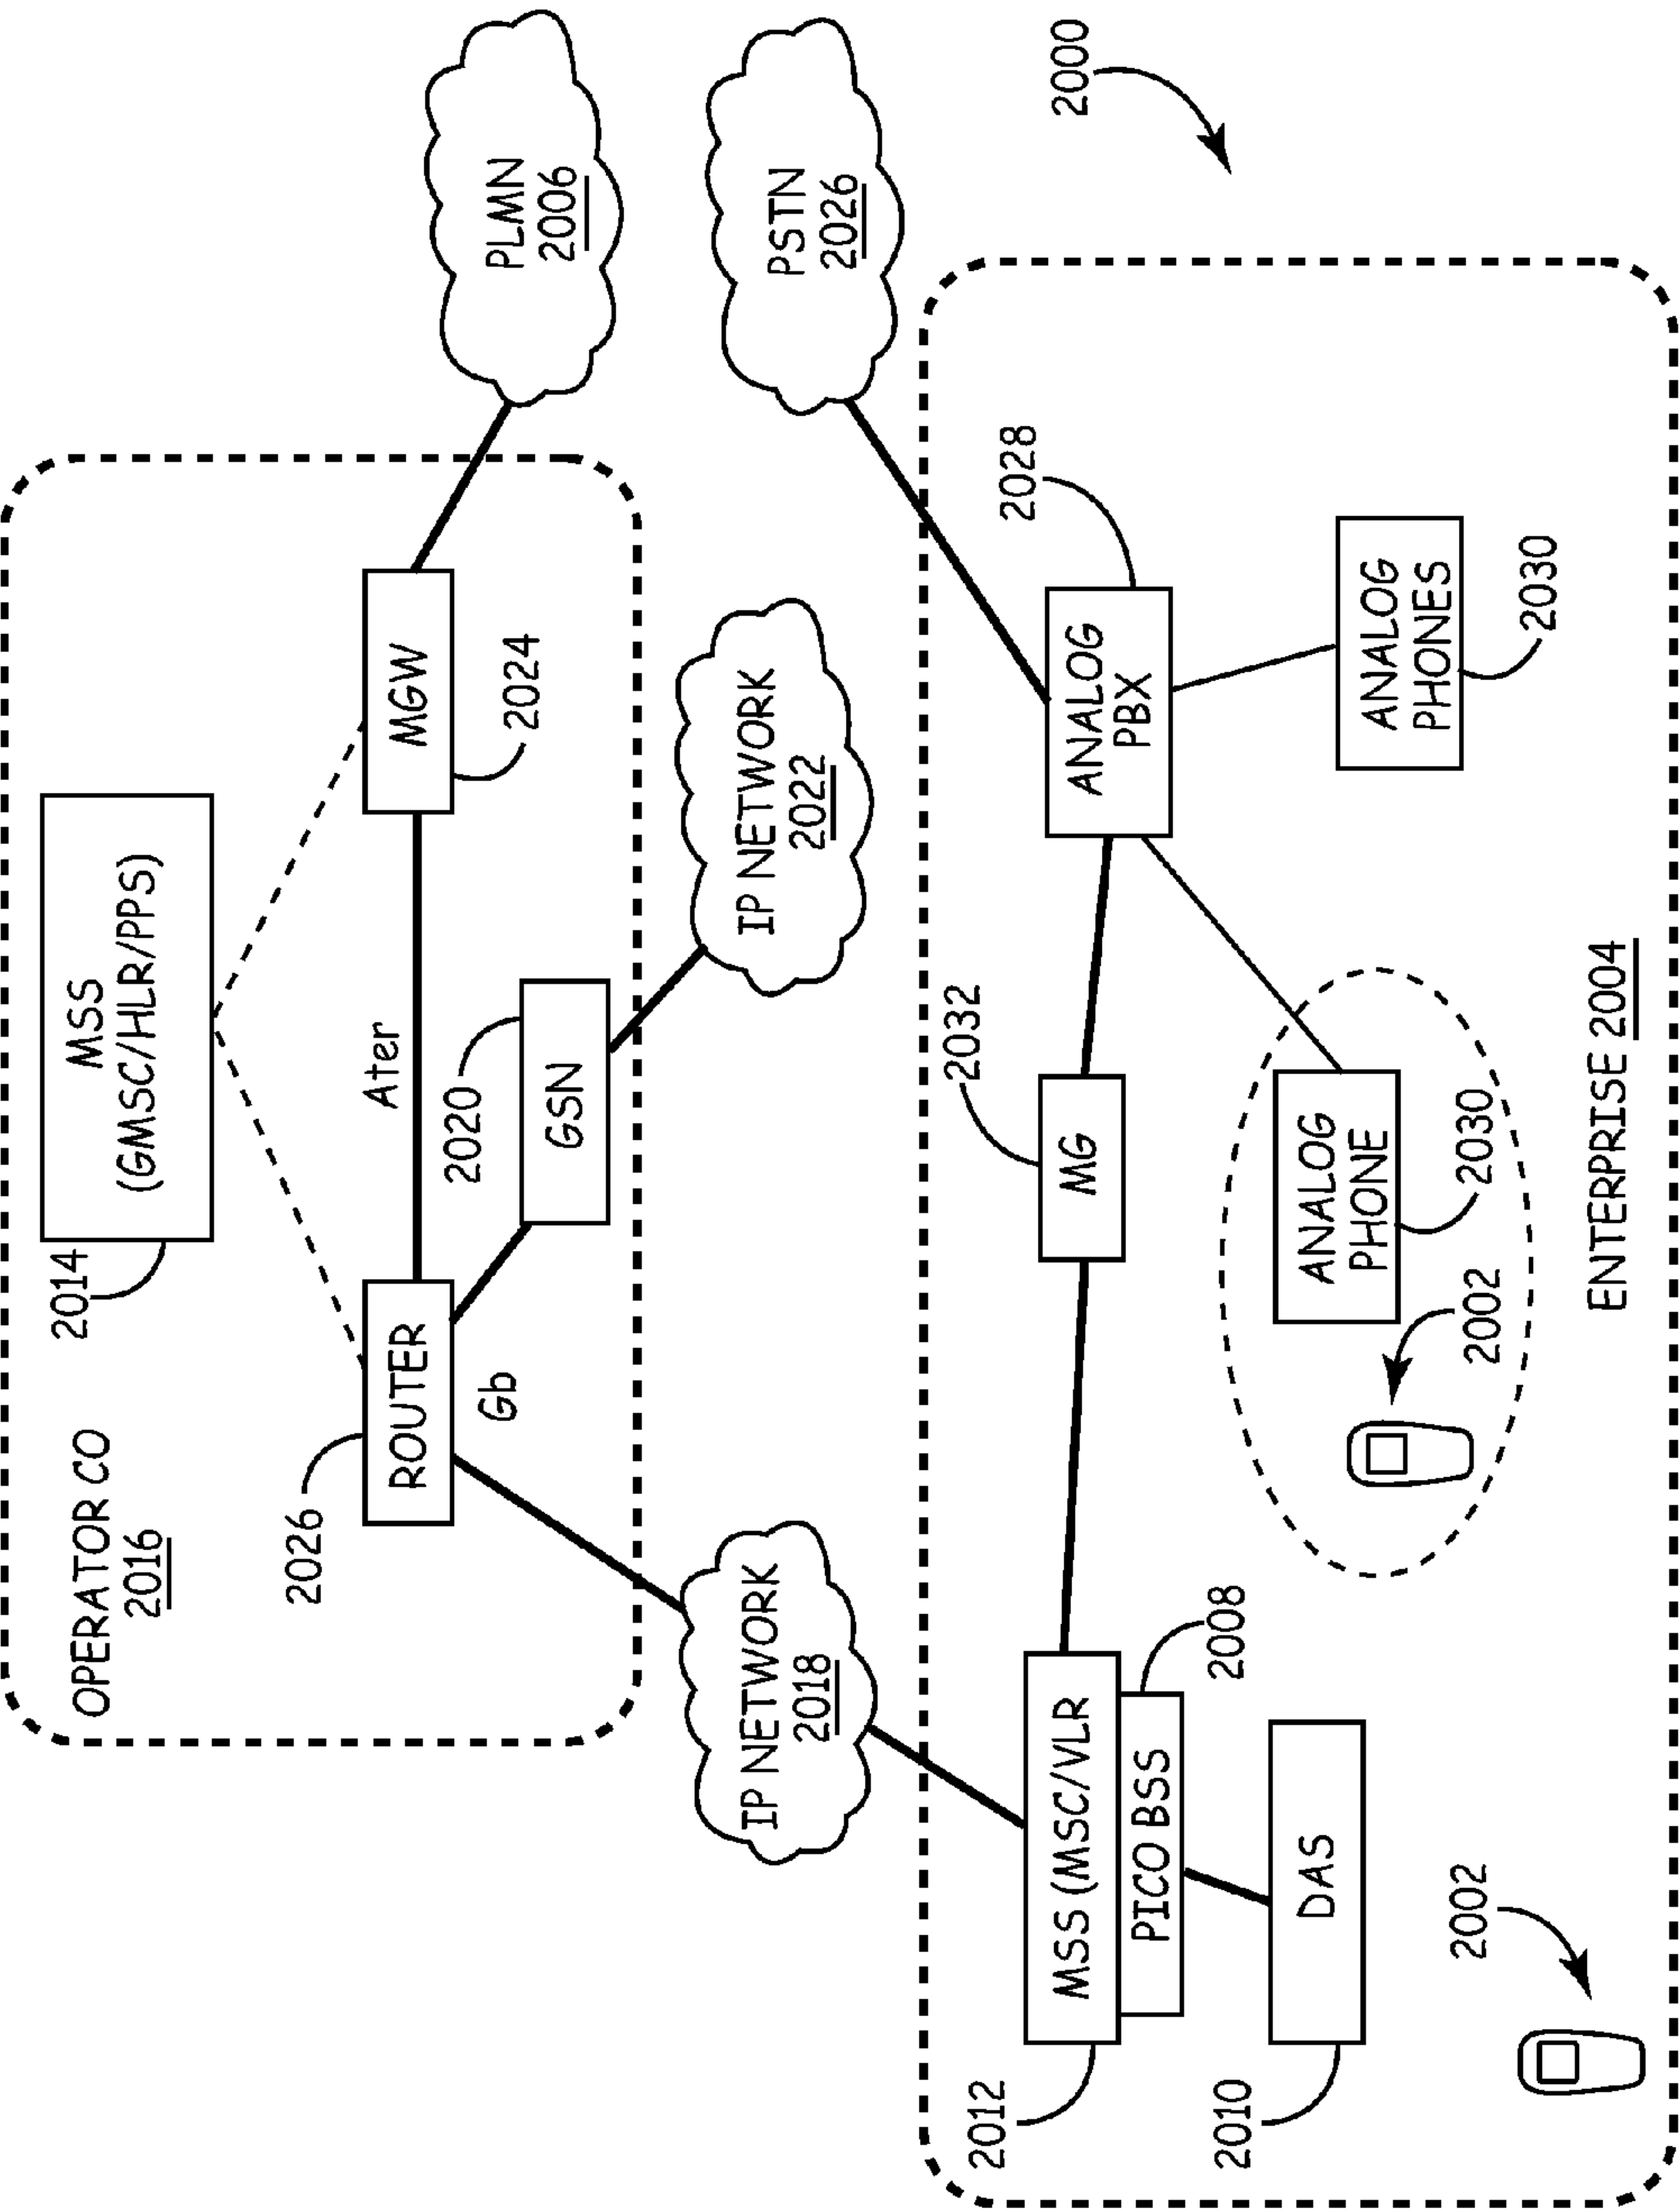 OPERATOR CO
2016
2014
MSS
(GMSC/HLR/PPS)
2026
ROUTER
Ater
MGW
2024
Gb
2020
GSN
PLMN
2006
IP NETWORK
2018
IP NETWORK
2022
PSTN
2026
2012
MSS (MSC/VLR
PICO BSS
2008
2010
DAS
2002
2032
MG
ANALOG
PBX
2028
ANALOG
PHONE
2030
2002
ANALOG
PHONES
2030
ENTERPRISE 2004
2000